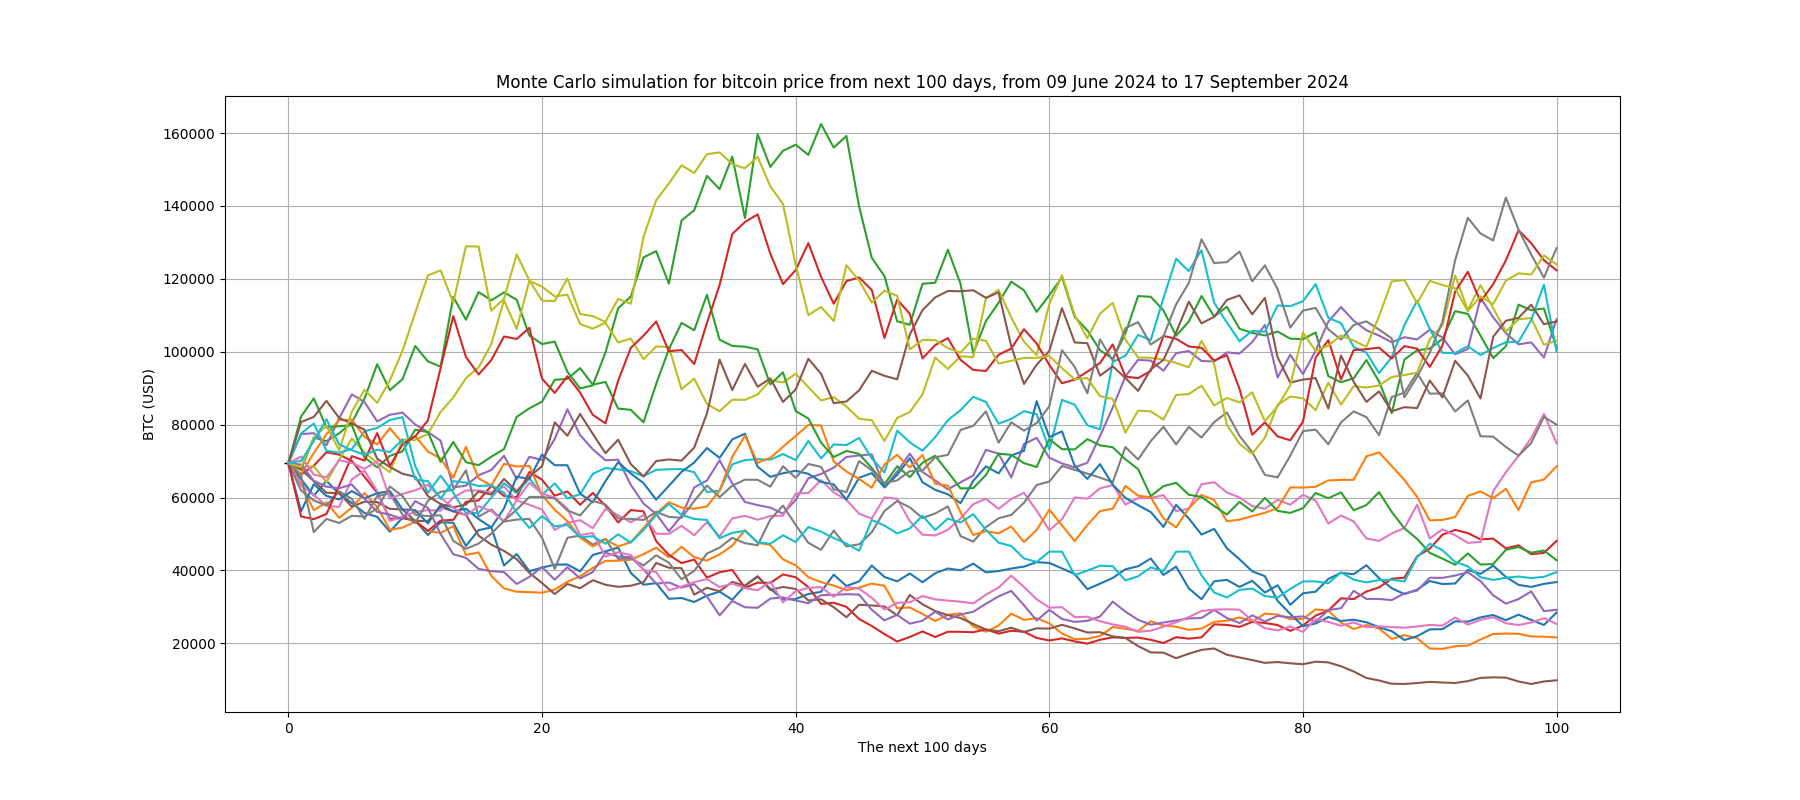 Monte Carlo simulation for bitcoin price from next 100 days, from 09 June 2024 to 17 September 2024
160000
140000
120000
100000
80000
60000
40000
20000
BTC (USD)
0 20 40 60 80 100
The next 100 days